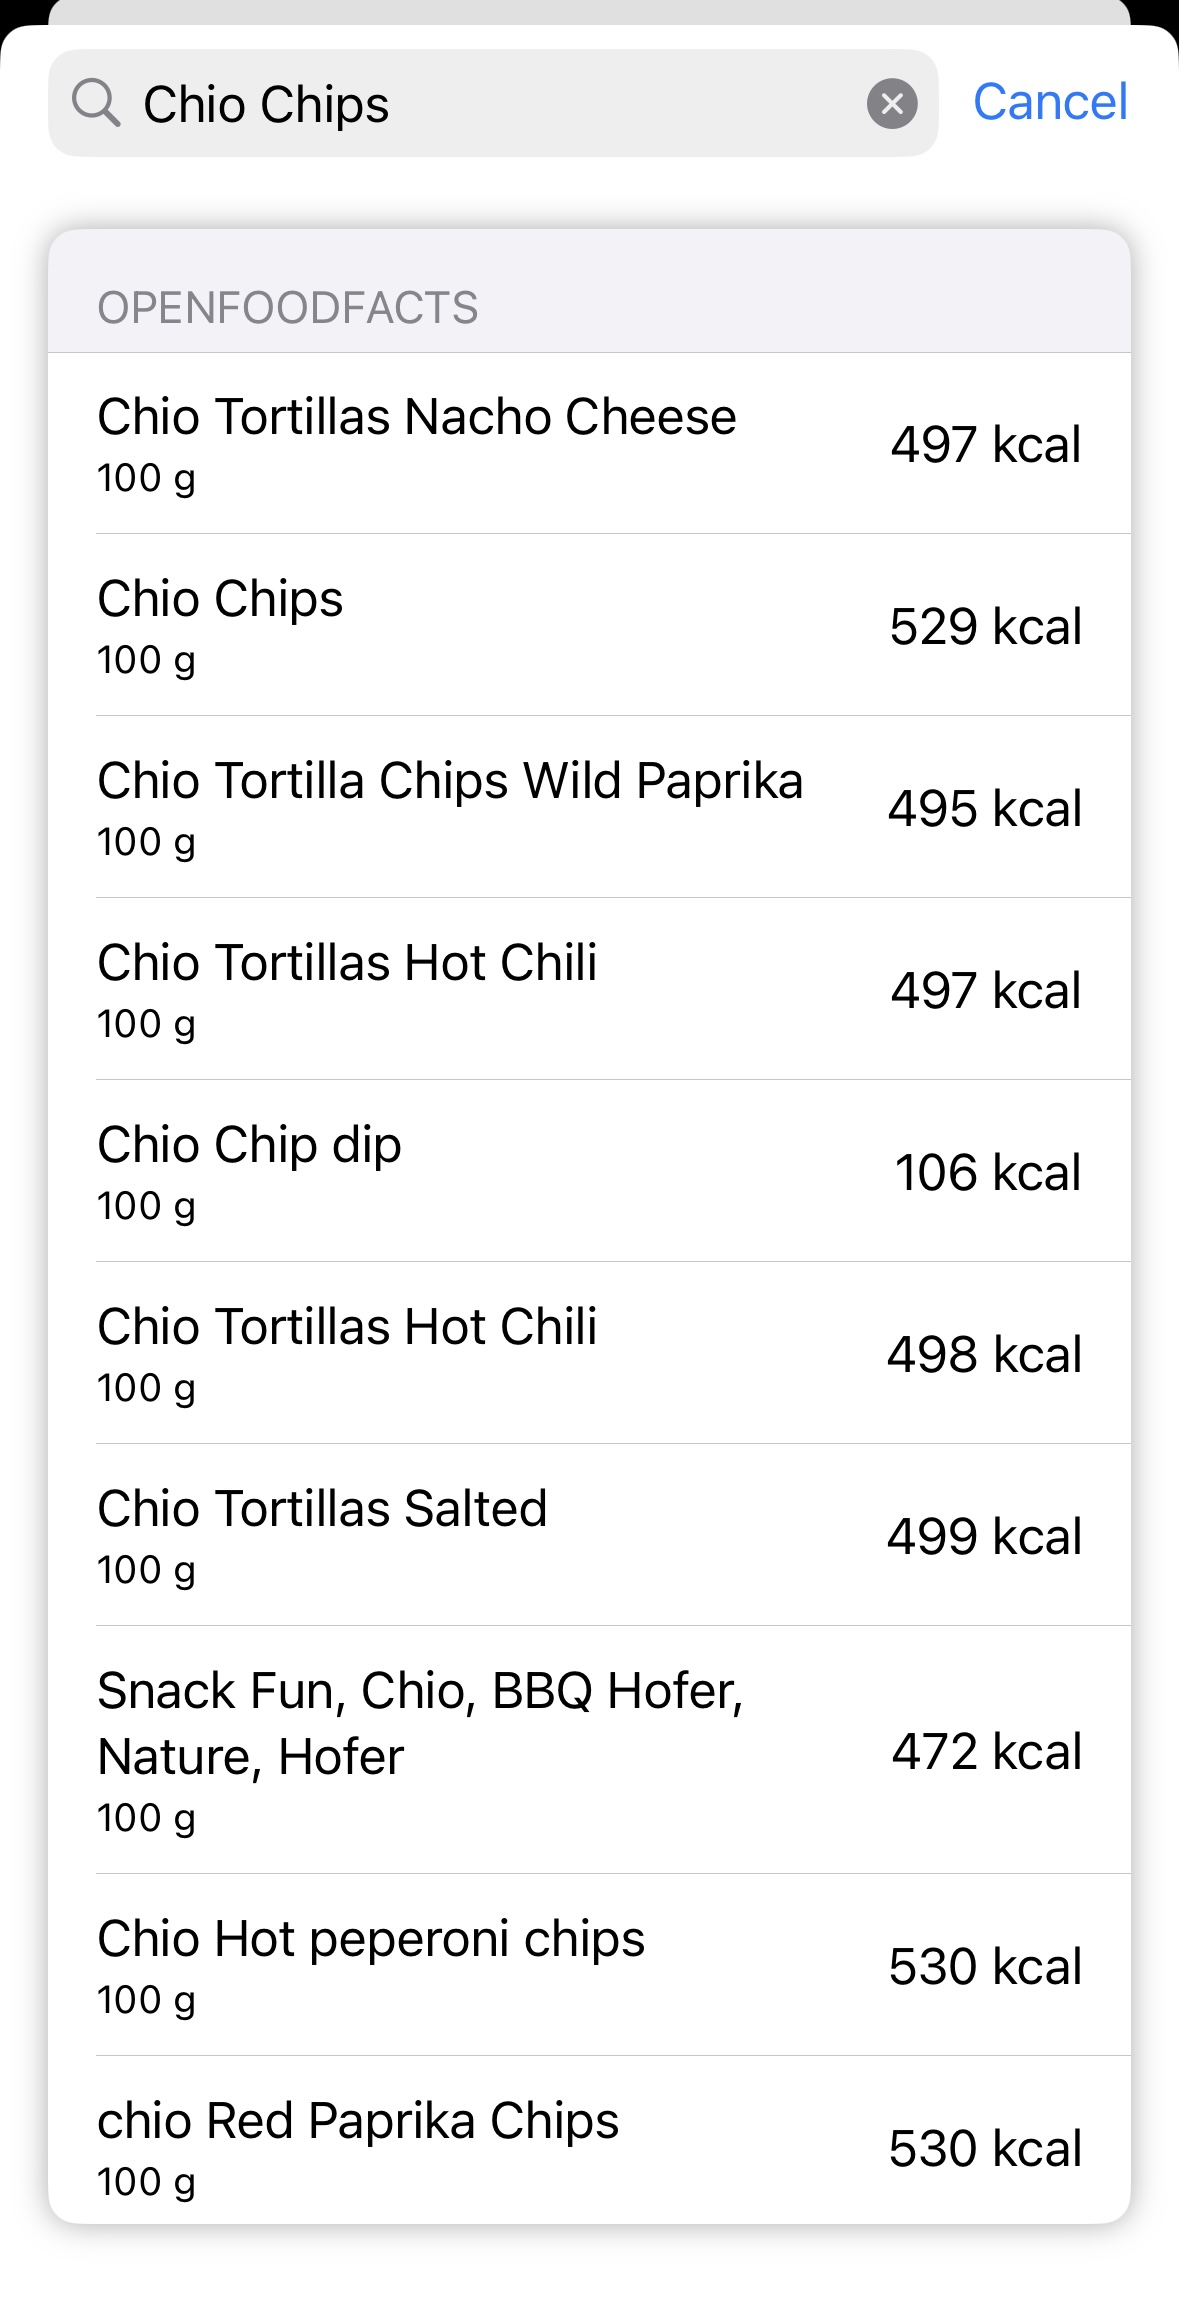 Chio Chips
Cancel
OPENFOODFACTS
Chio Tortillas Nacho Cheese
100 g
497 kcal
Chio Chips
100 g
529 kcal
Chio Tortilla Chips Wild Paprika
100 g
495 kcal
Chio Tortillas Hot Chili
100 g
497 kcal
Chio Chip dip
100 g
106 kcal
Chio Tortillas Hot Chili
100 g
498 kcal
Chio Tortillas Salted
100 g
499 kcal
Snack Fun, Chio, BBQ Hofer,
Nature, Hofer
100 g
472 kcal
Chio Hot peperoni chips
100 g
530 kcal
chio Red Paprika Chips
100 g
530 kcal